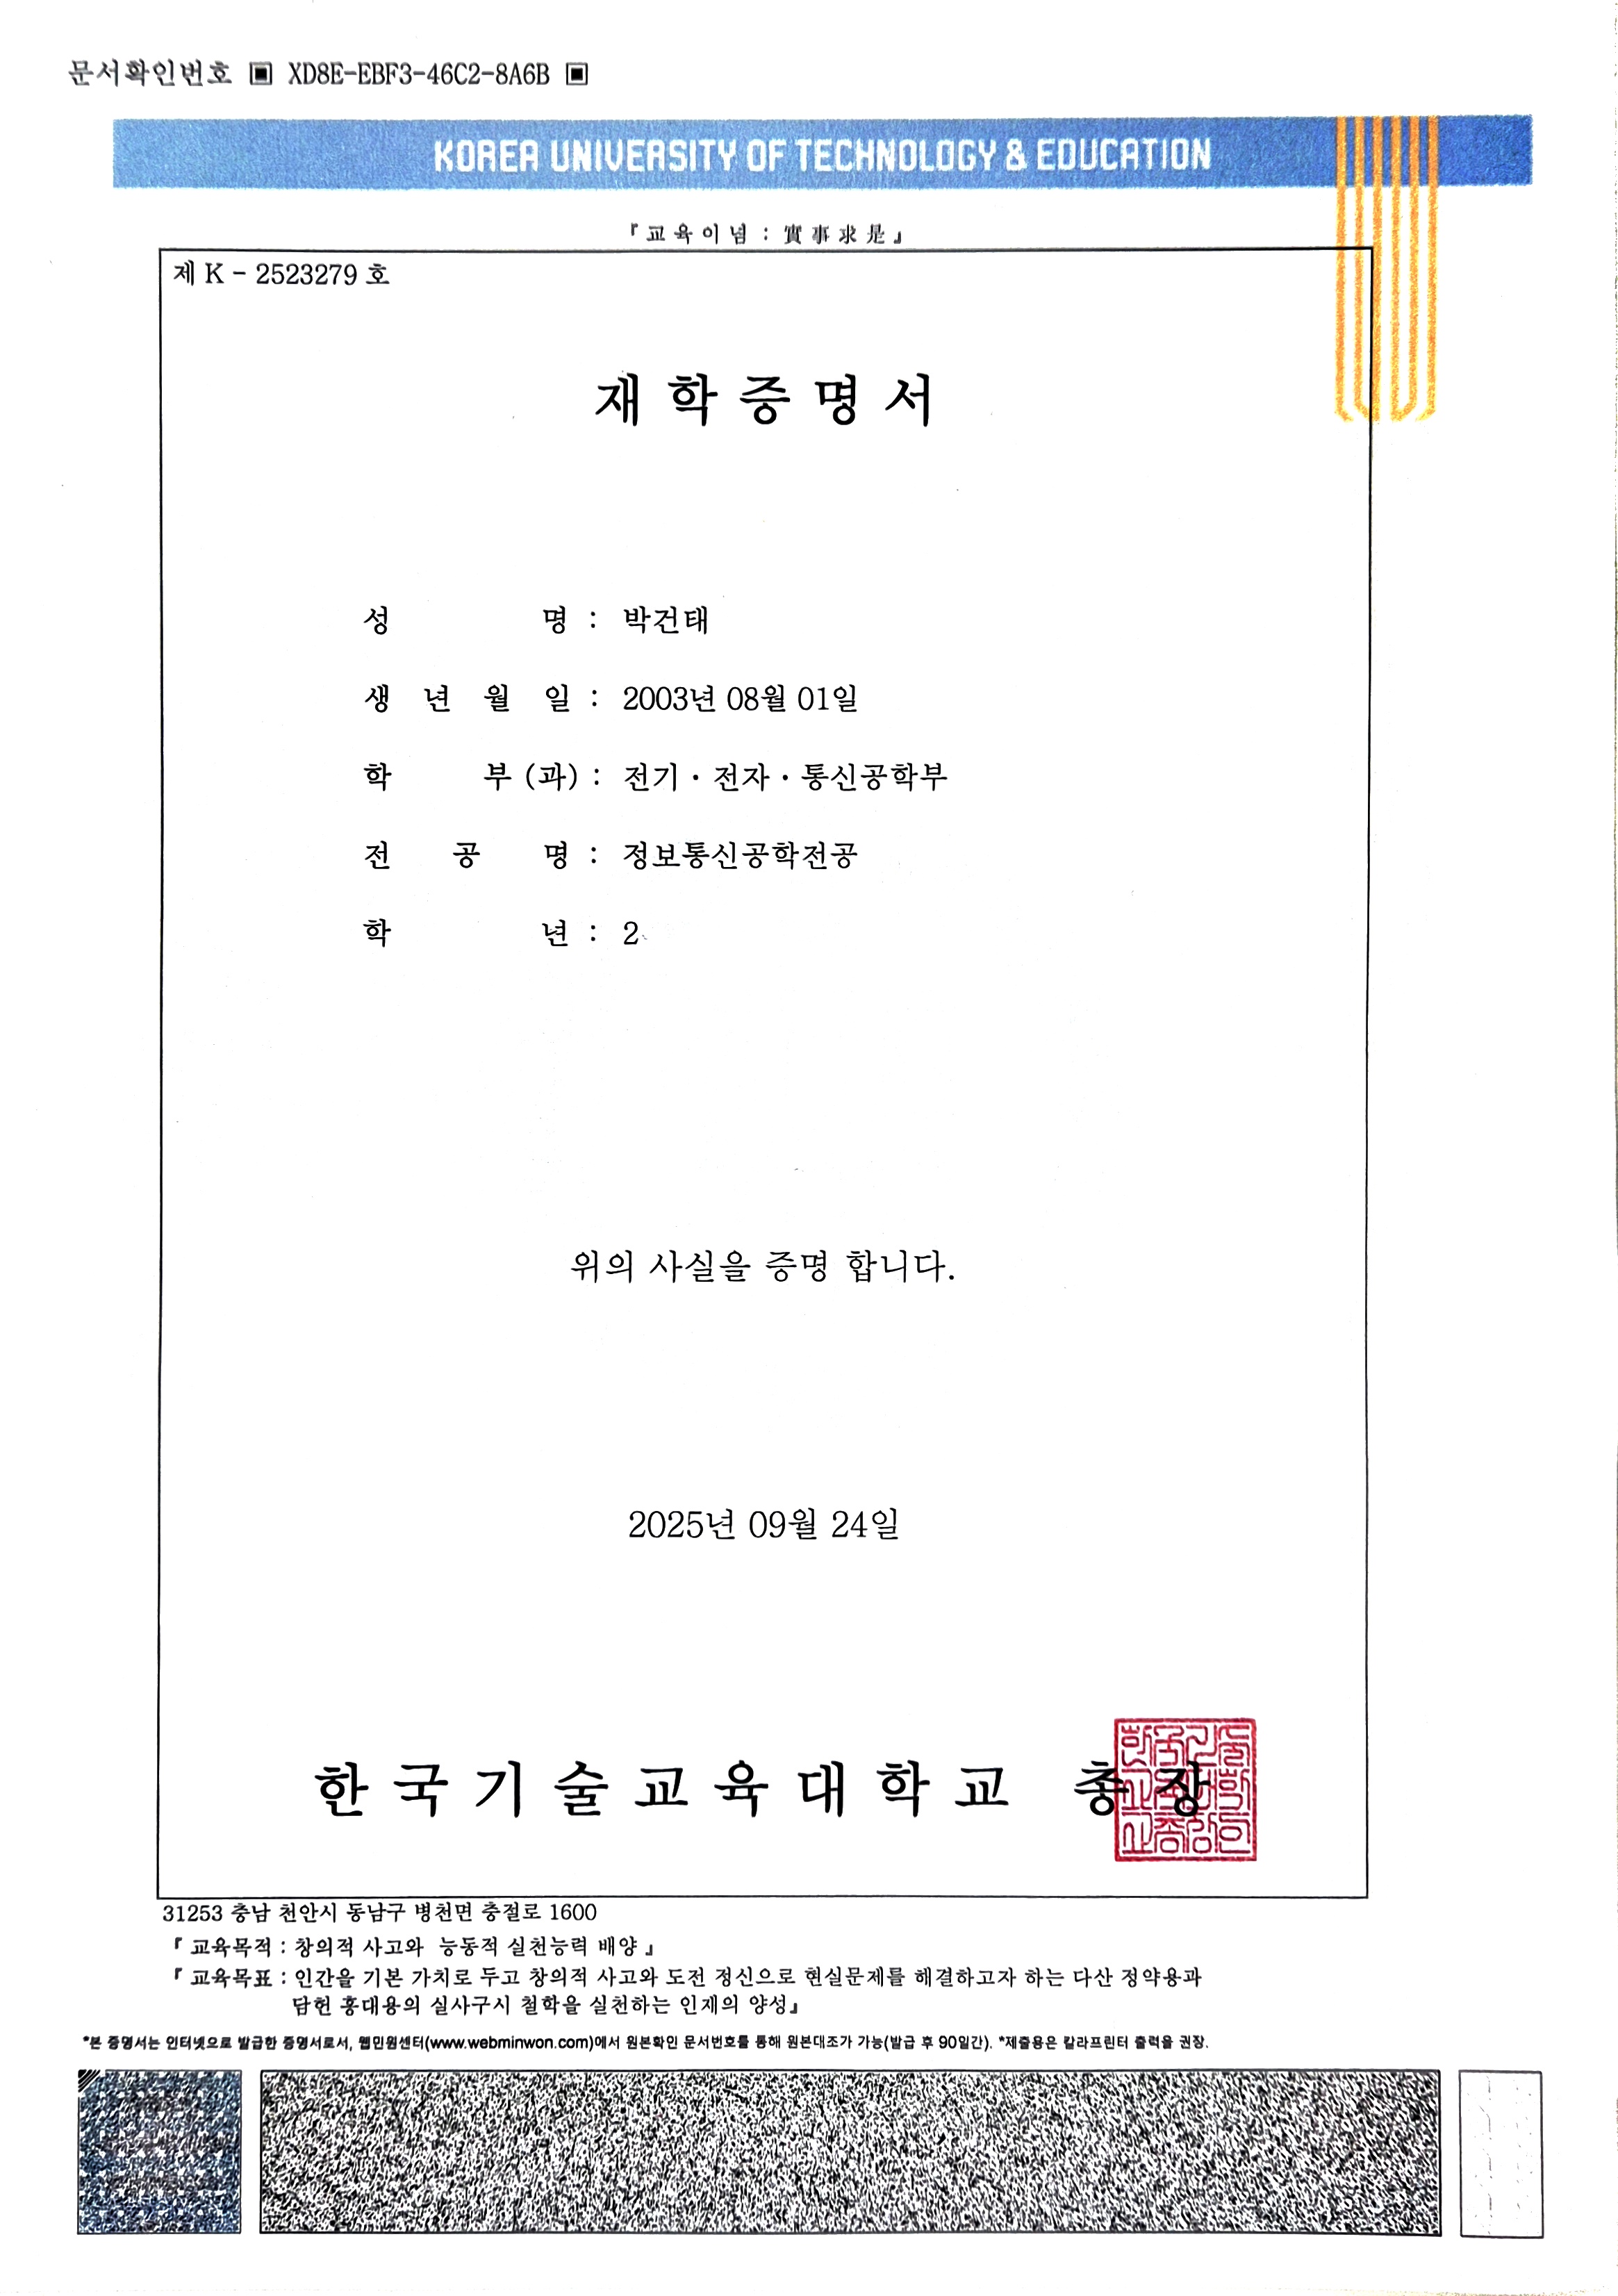 문서확인번호 ▣ XD8E-EBF3-46C2-8A6B ▣
KOREA UNIVERSITY OF TECHNOLOGY & EDUCATION
『교육이념 : 實事求是』
제 K - 2523279 호
재학증명서
성 명 : 박건태
생년월일 : 2003년 08월 01일
학 부(과) : 전기·전자·통신공학부
전공명 : 정보통신공학전공
학 년 : 2
위의 사실을 증명 합니다.
2025년 09월 24일
한국기술교육대학교 총장
31253 충남 천안시 동남구 병천면 충절로 1600
『 교육목적 : 창의적 사고와 능동적 실천능력 배양 』
『 교육목표 : 인간을 기본 가치로 두고 창의적 사고와 도전 정신으로 현실문제를 해결하고자 하는 다산 정약용과
담헌 홍대용의 실사구시 철학을 실천하는 인재의 양성』
*본 증명서는 인터넷으로 발급한 증명서로서, 웹민원센터(www.webminwon.com)에서 원본확인 문서번호를 통해 원본대조가 가능(발급 후 90일간). *제출용은 칼라프린터 출력을 권장.